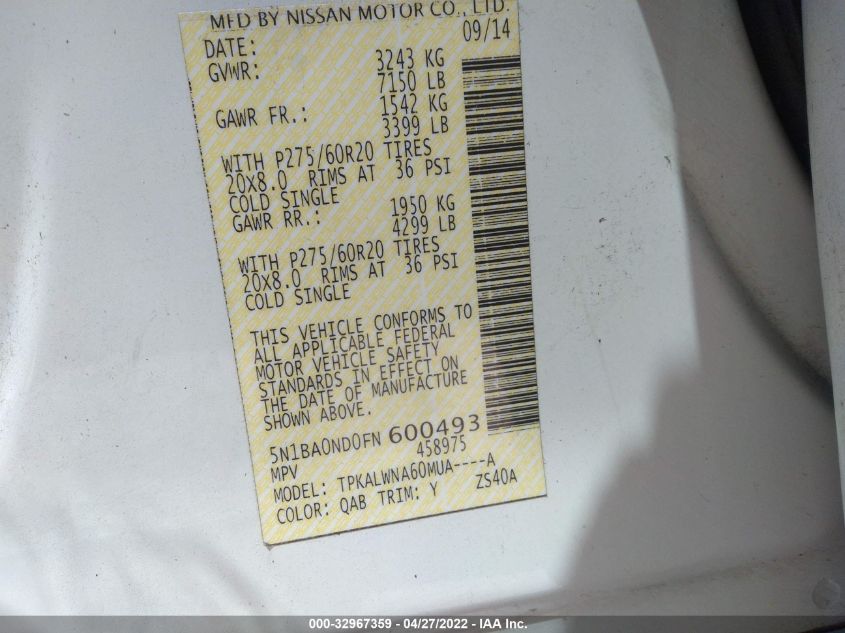 MFD BY NISSAN MOTOR CO., LTD.
DATE: 09/14
GVWR: 3243 KG
7150 LB
GAWR FR.: 1542 KG
3399 LB
WITH P275/60R20 TIRES
20X8.0 RIMS AT 36 PSI
COLD SINGLE
GAWR RR.: 1950 KG
4299 LB
WITH P275/60R20 TIRES
20X8.0 RIMS AT 36 PSI
COLD SINGLE
THIS VEHICLE CONFORMS TO
ALL APPLICABLE FEDERAL
MOTOR VEHICLE SAFETY
STANDARDS IN EFFECT ON
THE DATE OF MANUFACTURE
SHOWN ABOVE.
5N1BA0ND0FN 600493
MPV 458975
MODEL: TPKALWNA60MUA----A
COLOR: QAB TRIM: Y ZS40A
000-32967359 - 04/27/2022 - IAA Inc.